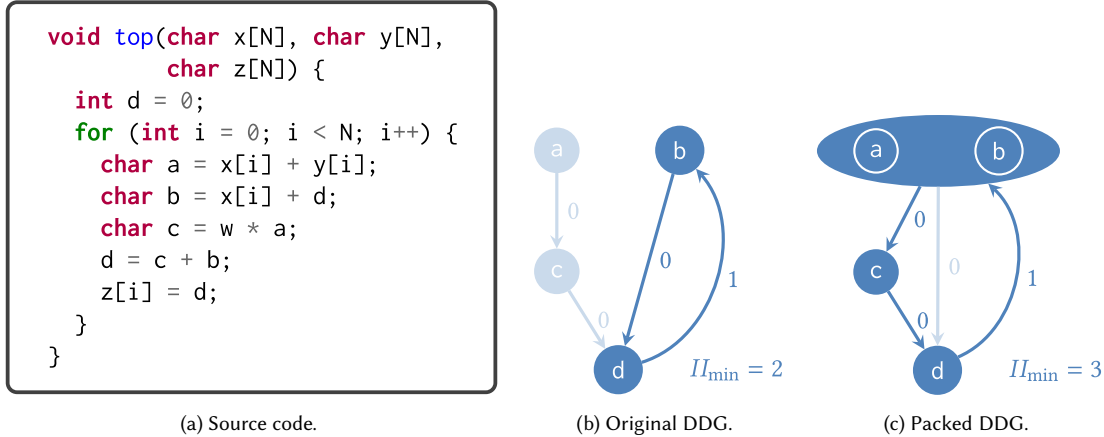 void top(char x[N], char y[N],
char z[N]) {
int d = 0;
for (int i = 0; i < N; i++) {
char a = x[i] + y[i];
char b = x[i] + d;
char c = w * a;
d = c + b;
z[i] = d;
}
}
(a) Source code.
a
b
0
c
0
0
1
d
II_min = 2
(b) Original DDG.
a
b
0
c
0
0
1
d
II_min = 3
(c) Packed DDG.